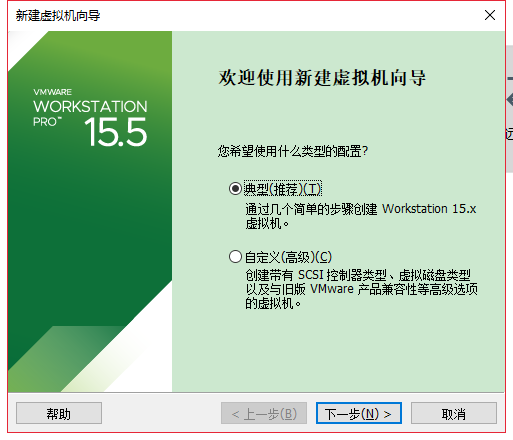 新建虚拟机向导
VMWARE
WORKSTATION
PRO™
15.5
欢迎使用新建虚拟机向导
您希望使用什么类型的配置?
典型(推荐)(T)
通过几个简单的步骤创建 Workstation 15.x
虚拟机。
自定义(高级)(C)
创建带有 SCSI 控制器类型、虚拟磁盘类型
以及与旧版 VMware 产品兼容性等高级选项
的虚拟机。
帮助
< 上一步(B)
下一步(N) >
取消